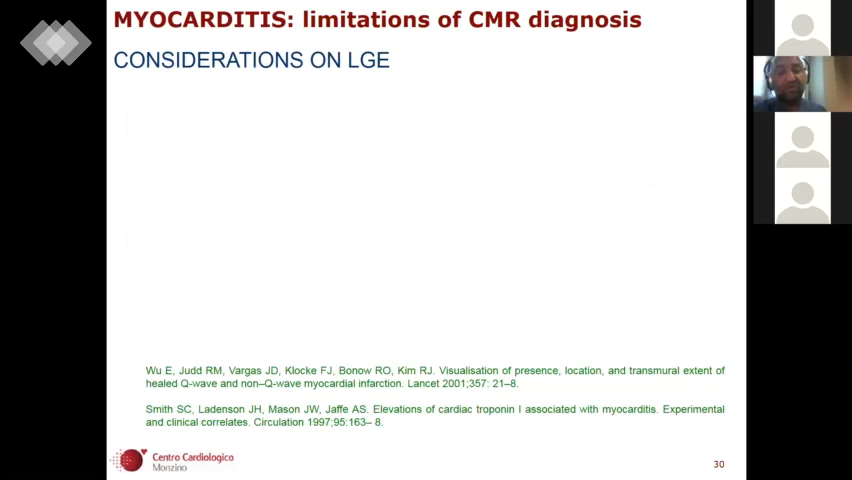 MYOCARDITIS: limitations of CMR diagnosis
CONSIDERATIONS ON LGE
Wu E, Judd RM, Vargas JD, Klocke FJ, Bonow RO, Kim RJ. Visualisation of presence, location, and transmural extent of
healed Q-wave and non–Q-wave myocardial infarction. Lancet 2001;357: 21–8.
Smith SC, Ladenson JH, Mason JW, Jaffe AS. Elevations of cardiac troponin I associated with myocarditis. Experimental
and clinical correlates. Circulation 1997;95:163– 8.
Centro Cardiologico
Monzino
30